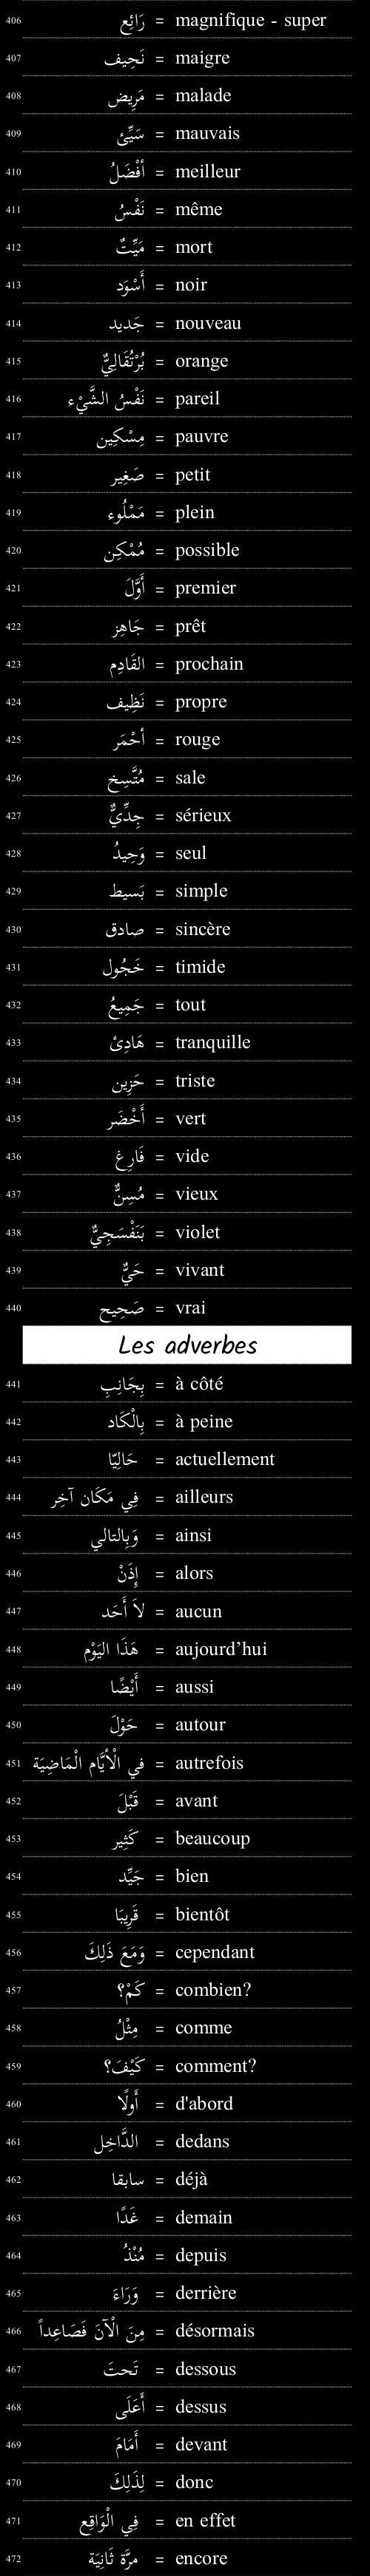 406 رَائِع = magnifique - super
407 نَحِيف = maigre
408 مَرِيض = malade
409 سَيِّئ = mauvais
410 أفْضَلُ = meilleur
411 نَفْسُ = même
412 مَيِّتٌ = mort
413 أَسْوَد = noir
414 جَديد = nouveau
415 بُرْتُقَالِيٌّ = orange
416 نَفْسُ الشَّيْء = pareil
417 مِسْكِين = pauvre
418 صَغِير = petit
419 مَمْلُوء = plein
420 مُمْكِن = possible
421 أَوَّلَ = premier
422 جَاهِز = prêt
423 القَادِم = prochain
424 نَظِيف = propre
425 أحْمَر = rouge
426 مُتَّسِخ = sale
427 جِدِّيٌّ = sérieux
428 وَحِيدُ = seul
429 بَسيط = simple
430 صادق = sincère
431 خَجُول = timide
432 جَمِيعُ = tout
433 هَادِئ = tranquille
434 حَزِين = triste
435 أَخْضَر = vert
436 فَارِغ = vide
437 مُسِنٌّ = vieux
438 بَنَفْسَجِيٌّ = violet
439 حَيٌّ = vivant
440 صَحِيح = vrai
Les adverbes
441 بِجَانِبِ = à côté
442 بِالْكَاد = à peine
443 حَالِيّا = actuellement
444 فِي مَكَان آخِر = ailleurs
445 وَبِالتالي = ainsi
446 إِذَنْ = alors
447 لاَ أَحَد = aucun
448 هَذَا اليَوْم = aujourd’hui
449 أَيْضًا = aussi
450 حَوْلَ = autour
451 في الْأيَّام الْمَاضِيَة = autrefois
452 قَبْلَ = avant
453 كَثِير = beaucoup
454 جَيِّد = bien
455 قَرِيبَا = bientôt
456 وَمَعَ ذَلِكَ = cependant
457 كَمْ؟ = combien?
458 مِثْلُ = comme
459 كَيْفَ؟ = comment?
460 أَولًا = d'abord
461 الدَّاخِل = dedans
462 سابقا = déjà
463 غَدًا = demain
464 مُنْذُ = depuis
465 وَرَاءَ = derrière
466 مِنَ الْآنَ فَصَاعِداً = désormais
467 تَحتَ = dessous
468 أَعَلَى = dessus
469 أَمَامَ = devant
470 لِذَلِكَ = donc
471 فِي الْوَاقِع = en effet
472 مرَّة ثَانِيَة = encore